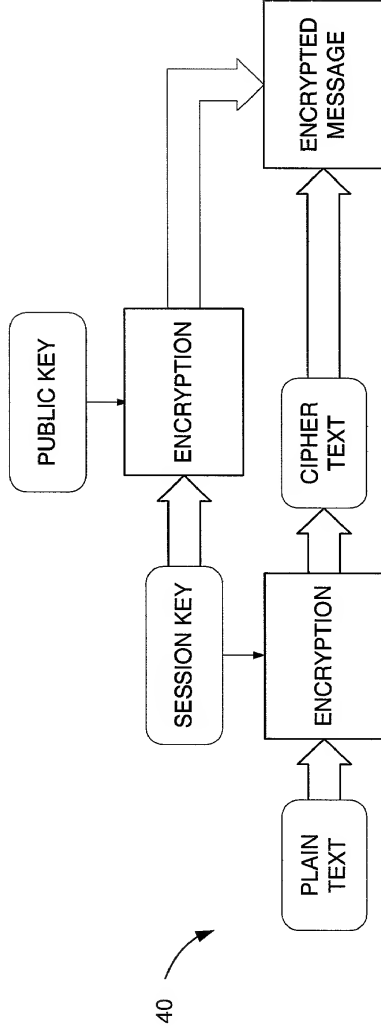 PUBLIC KEY
SESSION KEY
ENCRYPTION
PLAIN
TEXT
ENCRYPTION
CIPHER
TEXT
ENCRYPTED
MESSAGE
40